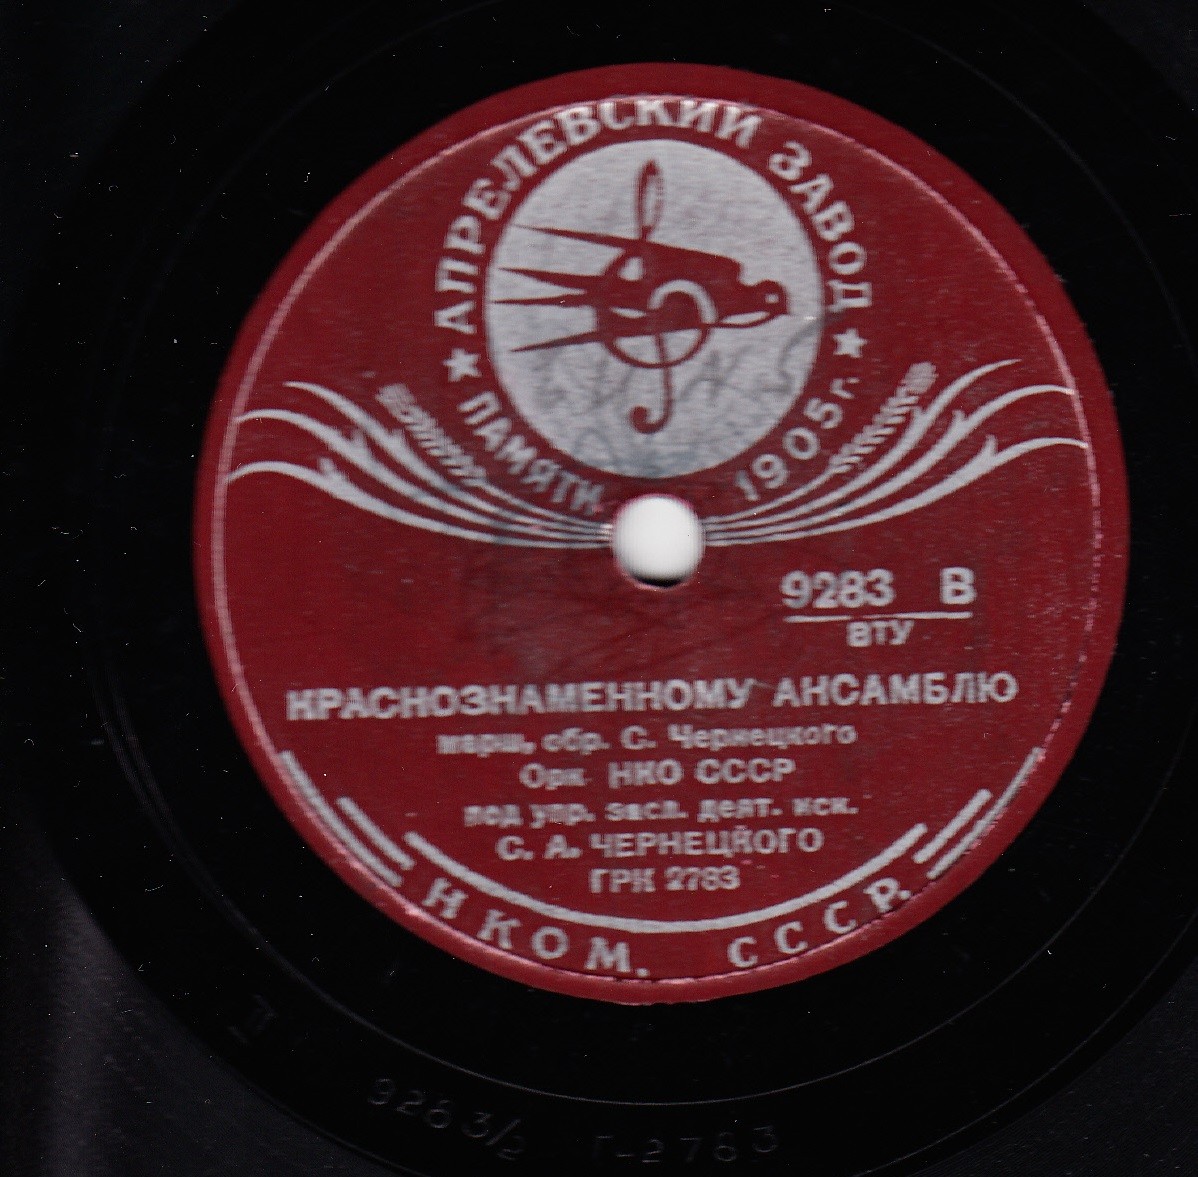 АПРЕЛЕВСКИЙ ЗАВОД
ПАМЯТИ 1905 г.
9283 В
ВТУ
КРАСНОЗНАМЕННОМУ АНСАМБЛЮ
марш, обр. С. Чернецкого
Орк. НКО СССР
под упр. засл. деят. иск.
С. А. ЧЕРНЕЦКОГО
ГРК 2783
НКОМ. СССР.
9283/2 Г-2783